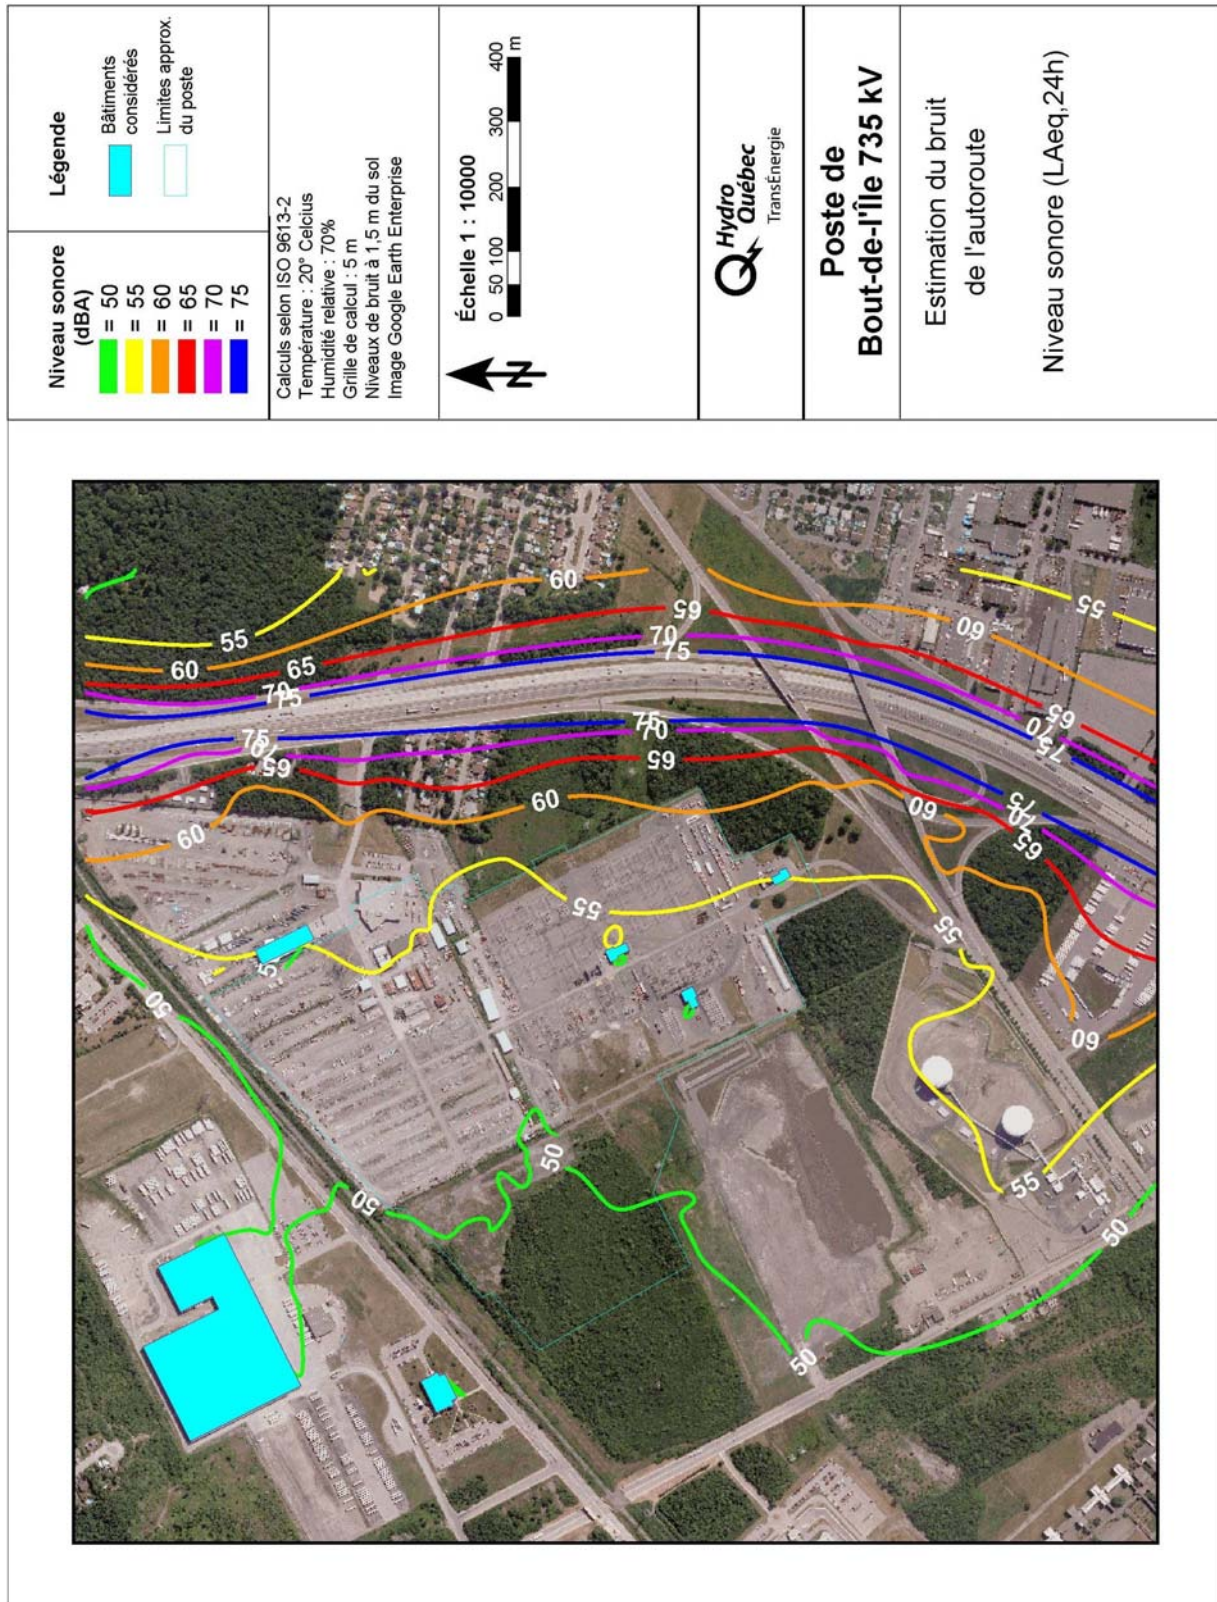 Légende
Bâtiments
considérés
Limites approx.
du poste
Niveau sonore
(dBA)
= 50
= 55
= 60
= 65
= 70
= 75
Calculs selon ISO 9613-2
Température : 20° Celcius
Humidité relative : 70%
Grille de calcul : 5 m
Niveaux de bruit à 1,5 m du sol
Image Google Earth Enterprise
Échelle 1 : 10000
0 50 100 200 300 400
m
N
Hydro
Québec
TransÉnergie
Poste de
Bout-de-l'Île 735 kV
Estimation du bruit
de l'autoroute
Niveau sonore (LAeq,24h)
55
60
65
70
75
60
65
70
75
60
55
65
70
75
75
70
65
60
75
70
65
60
60
75
70
65
60
50
5
55
55
50
50
55
50
50